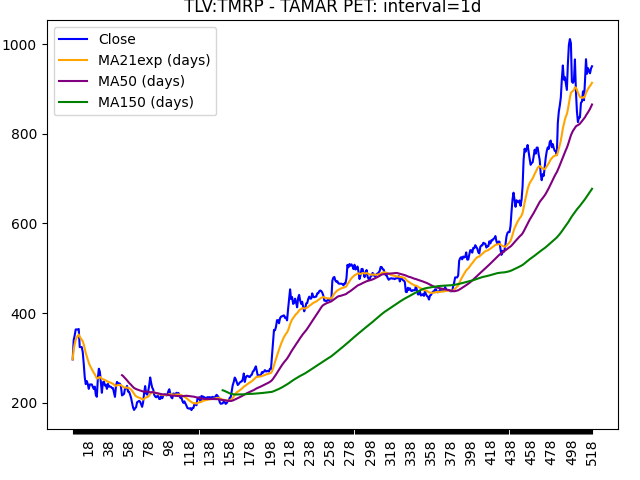 TLV:TMRP - TAMAR PET: interval=1d
Close
MA21exp (days)
MA50 (days)
MA150 (days)
1000
800
600
400
200
18 38 58 78 98 118 138 158 178 198 218 238 258 278 298 318 338 358 378 398 418 438 458 478 498 518